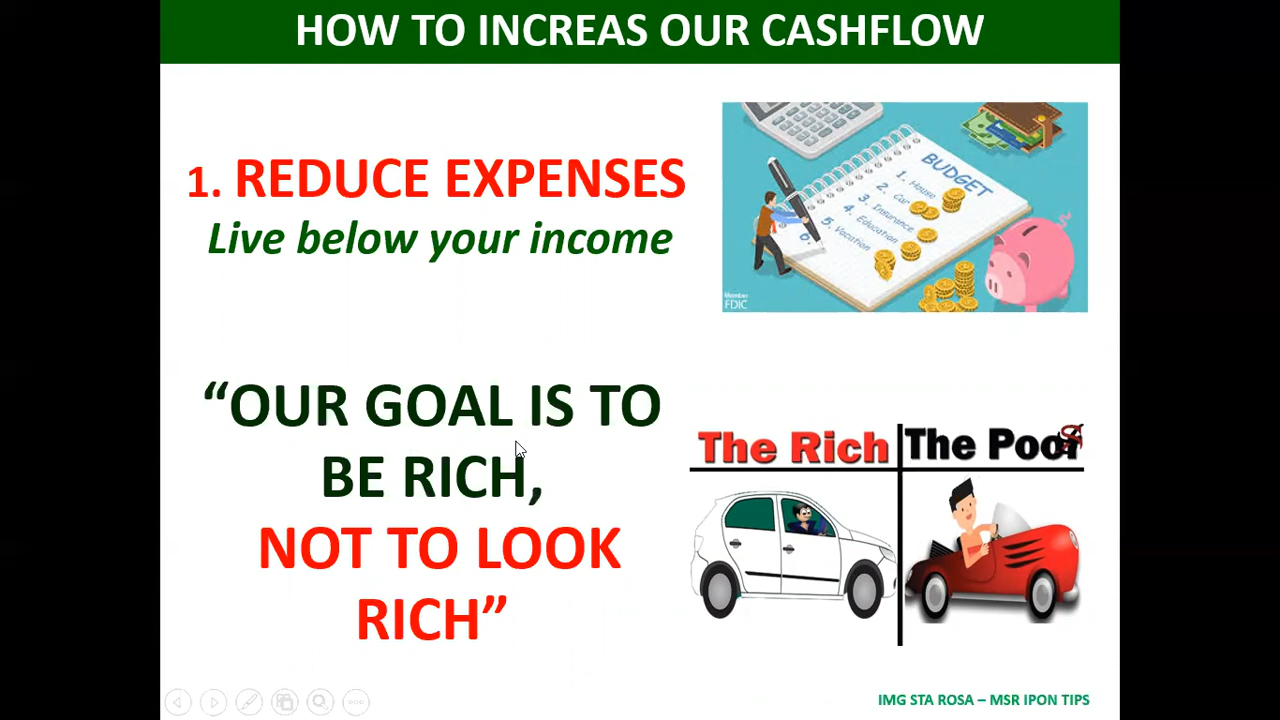 HOW TO INCREAS OUR CASHFLOW
1. REDUCE EXPENSES
Live below your income
BUDGET
1. House
2. Car
3. Insurance
4. Education
5. Vacation
6.
Member
FDIC
“OUR GOAL IS TO
BE RICH,
NOT TO LOOK
RICH”
The Rich
The Poor
IMG STA ROSA – MSR IPON TIPS